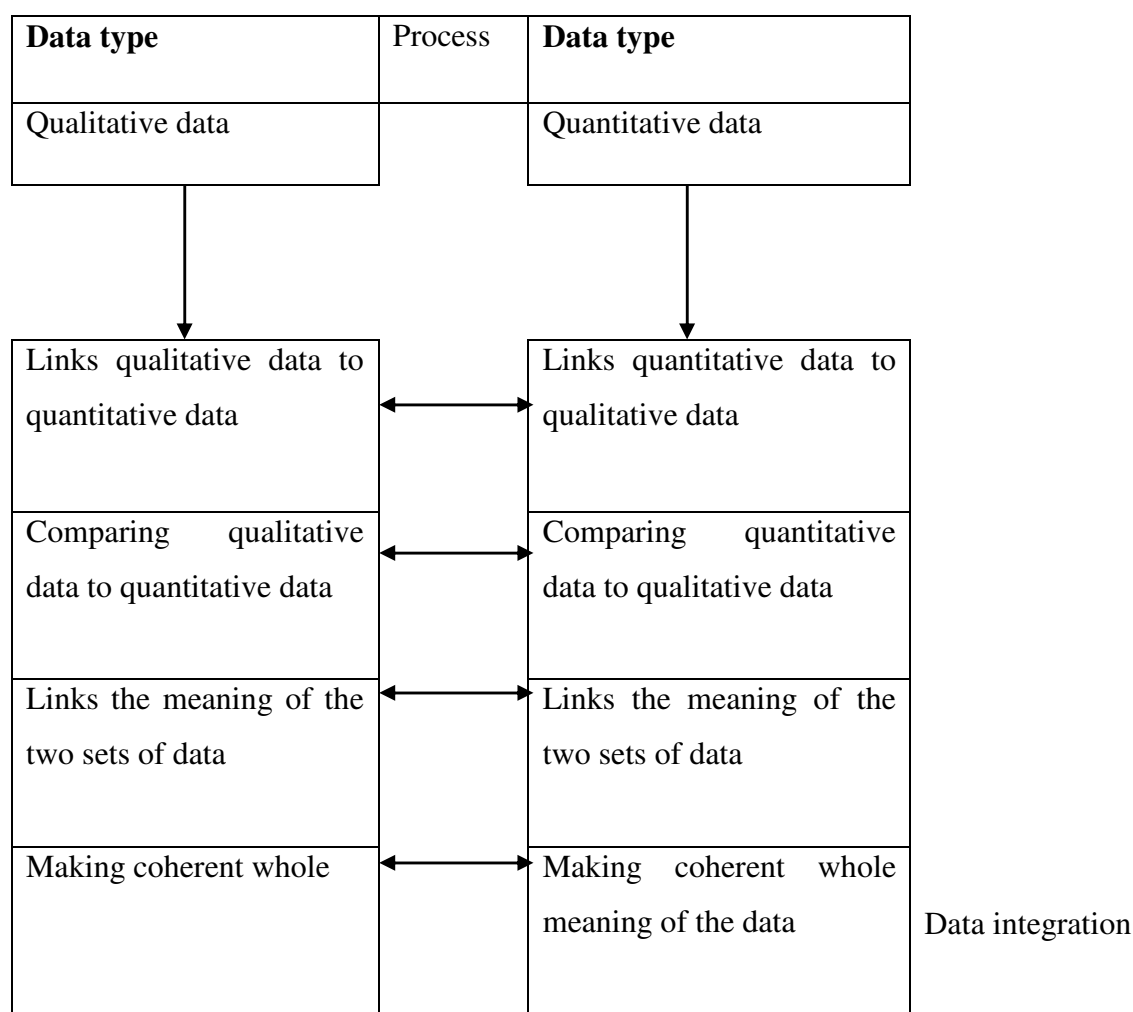 Data type Process Data type
Qualitative data Quantitative data
Links qualitative data to
quantitative data
Links quantitative data to
qualitative data
Comparing qualitative
data to quantitative data
Comparing quantitative
data to qualitative data
Links the meaning of the
two sets of data
Links the meaning of the
two sets of data
Making coherent whole
Making coherent whole
meaning of the data
Data integration